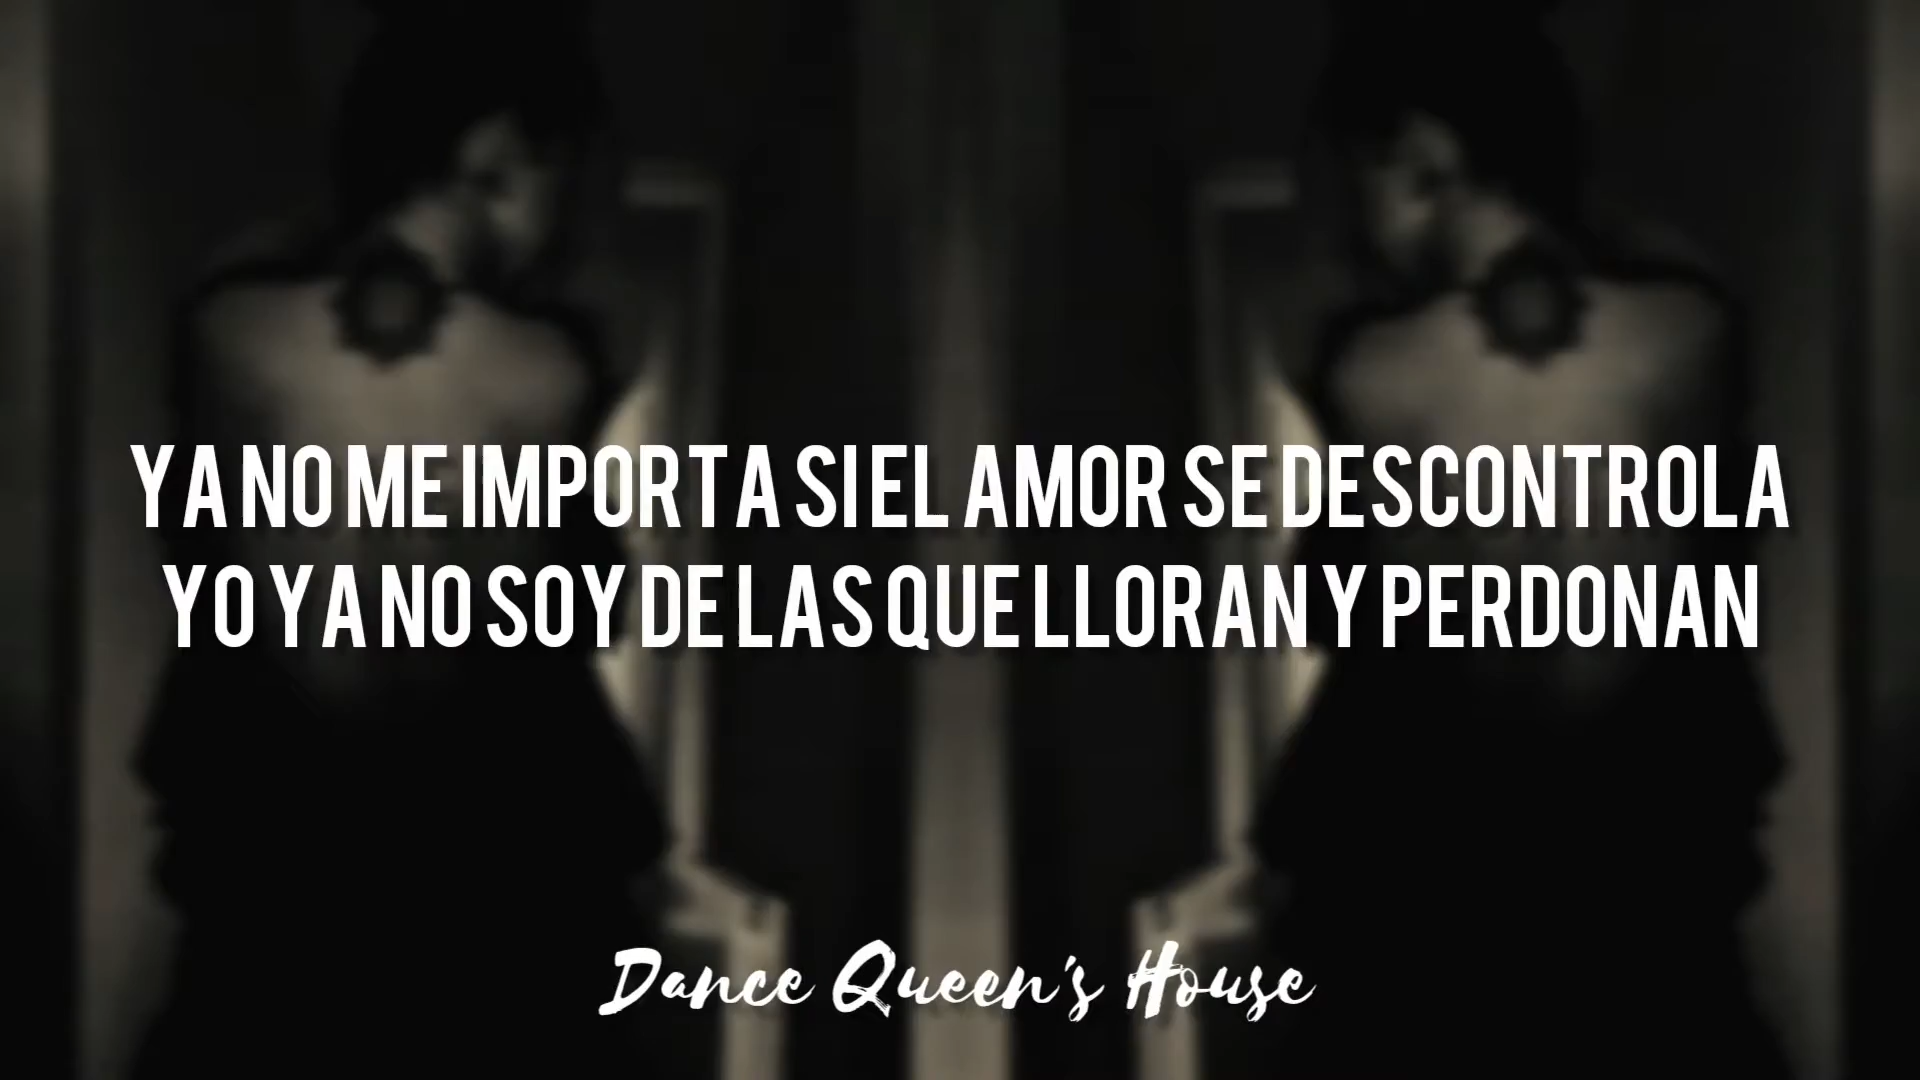 YA NO ME IMPORTA SI EL AMOR SE DESCONTROLA
YO YA NO SOY DE LAS QUE LLORAN Y PERDONAN
Dance Queen's House